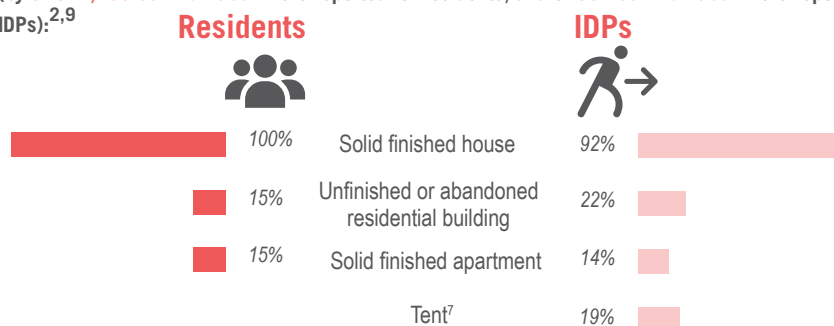 IDPs):2,9
Residents
IDPs
100% Solid finished house 92%
15% Unfinished or abandoned residential building 22%
15% Solid finished apartment 14%
Tent7 19%